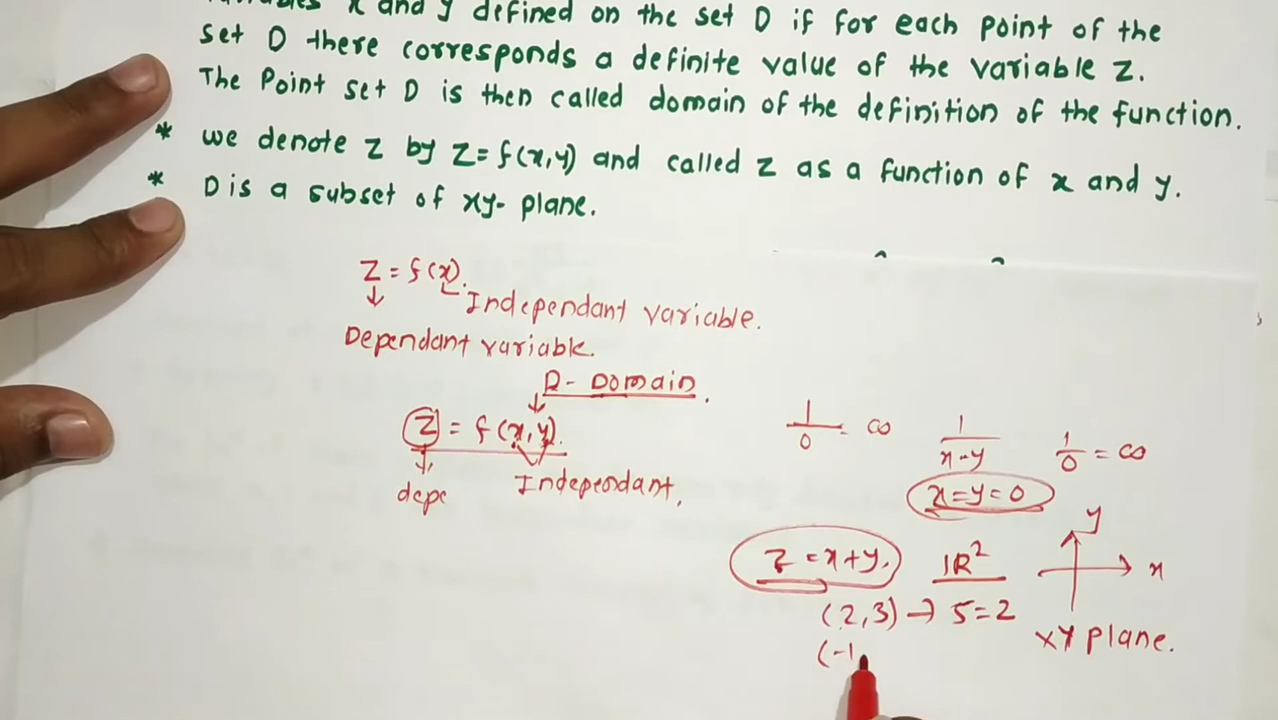 x and y defined on the set D if for each point of the
set D there corresponds a definite value of the variable z.
The Point set D is then called domain of the definition of the function.
* we denote z by z=f(x,y) and called z as a function of x and y.
* D is a subset of xy-plane.
z = f(x).
Independant variable.
Dependant variable.
D-Domain.
z = f(x,y).
depe
Independant,
1/0 = ∞
1/x-y
1/0 = ∞
x=y=0
z = x+y.
IR²
y
x
(2,3) → 5=z
xy plane.
(-1